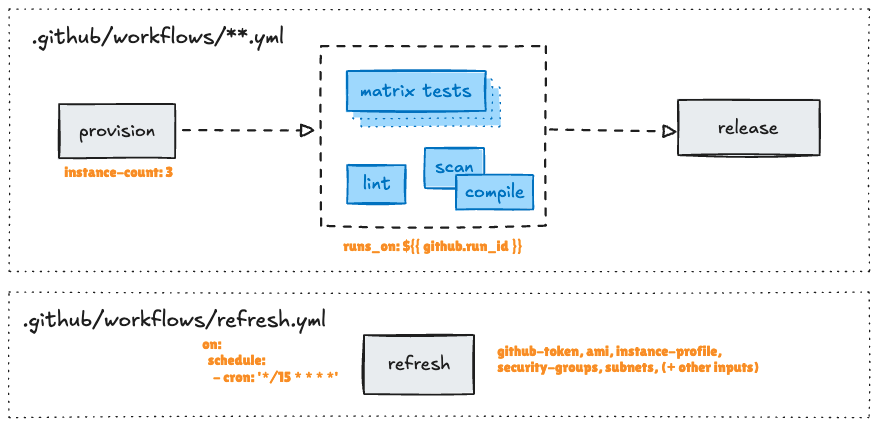 .github/workflows/**.yml
provision
instance-count: 3
matrix tests
lint
scan
compile
runs_on: ${{ github.run_id }}
release
.github/workflows/refresh.yml
on:
schedule:
- cron: '*/15 * * * *'
refresh
github-token, ami, instance-profile,
security-groups, subnets, (+ other inputs)